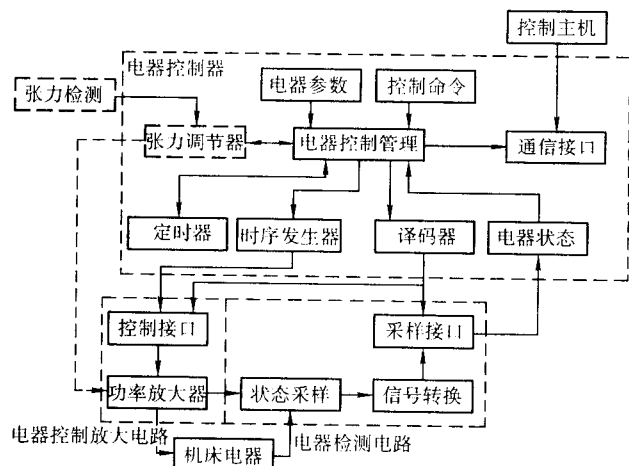 控制主机
电器控制器
张力检测
电器参数
控制命令
张力调节器
电器控制管理
通信接口
定时器
时序发生器
译码器
电器状态
控制接口
采样接口
功率放大器
状态采样
信号转换
电器控制放大电路
机床电器
电器检测电路